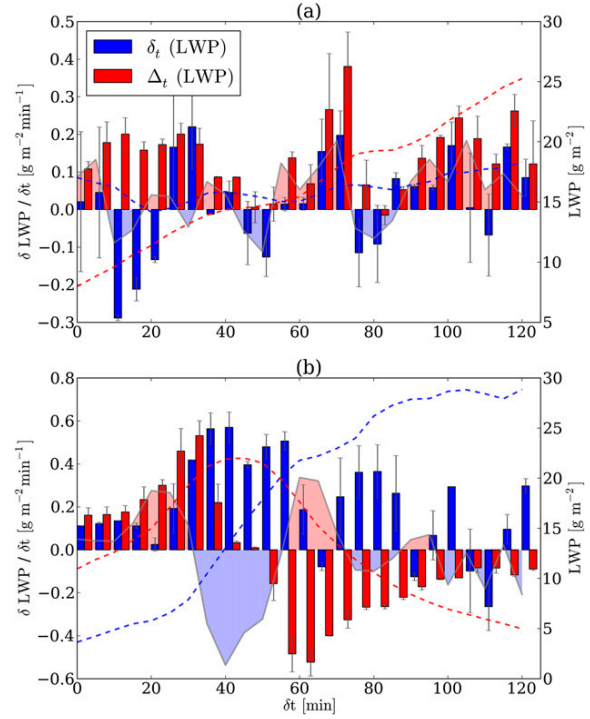 (a)
δt (LWP)
Δt (LWP)
δ LWP / δt [g m−2 min−1]
LWP [g m−2]
0.5
0.4
0.3
0.2
0.1
0.0
−0.1
−0.2
−0.3
30
25
20
15
10
5
0 20 40 60 80 100 120
(b)
δ LWP / δt [g m−2 min−1]
LWP [g m−2]
0.8
0.6
0.4
0.2
0.0
−0.2
−0.4
−0.6
30
25
20
15
10
5
0
0 20 40 60 80 100 120
δt [min]